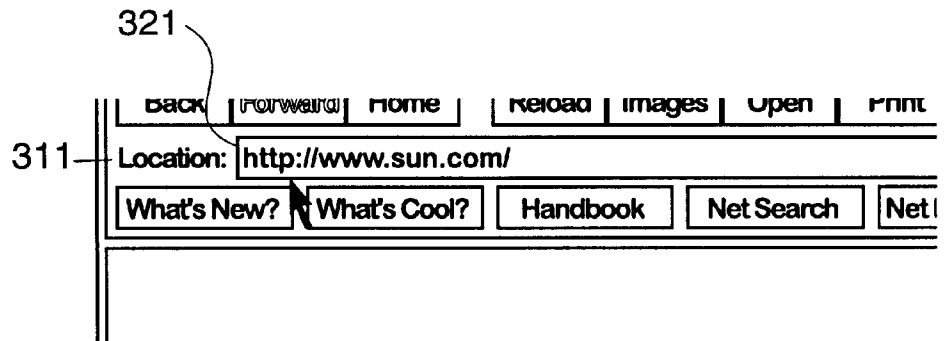 321
Back Forward Home Reload Images Open Print
311 Location: http://www.sun.com/
What's New? What's Cool? Handbook Net Search Net